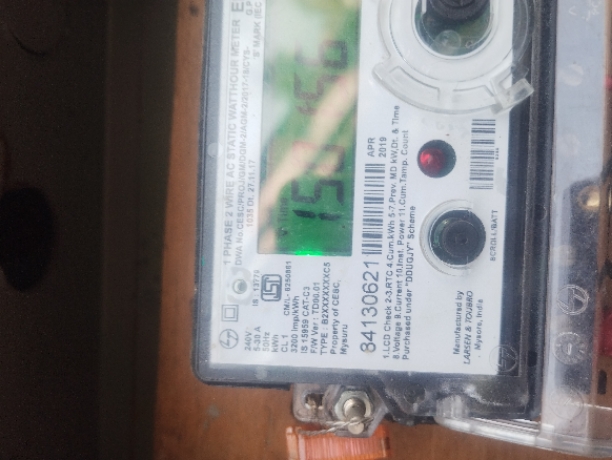 1 PHASE 2 WIRE AC STATIC WATTHOUR METER
IS 13779
CM/L- 6250861
240V
5-30 A
50Hz
kWh
CL 1
3200 Imp/kWh
IS 15959 CAT-C3
F/W Ver : TD00.01
TYPE : B2XXXXXXXC5
Property of CESC,
Mysuru
84130621
APR
2019
1.LCD Check 2-3.RTC 4.Cum.kWh 5-7.Prev. MD kW,Dt. & Time
8.Voltage 9.Current 10.Inst. Power 11.Cum.Tamp. Count
Purchased under "DDUGJY" Scheme
SCROLL/BATT
Manufactured by
LARSEN & TOUBRO
Mysore, India